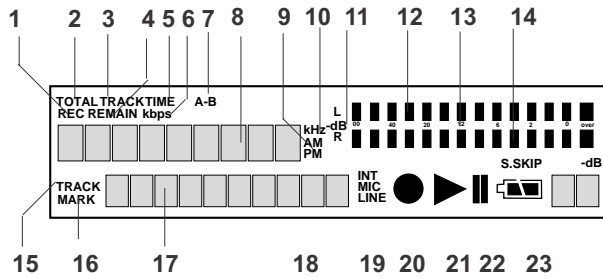 1 2 3 4 5 6 7 8 9 10 11 12 13 14
TOTAL TRACK TIME A-B
REC REMAIN kbps
L
kHz -dB 00 40 20 12 6 2 0 over
AM R
PM
S.SKIP -dB
TRACK INT
MARK MIC
LINE
15 16 17 18 19 20 21 22 23